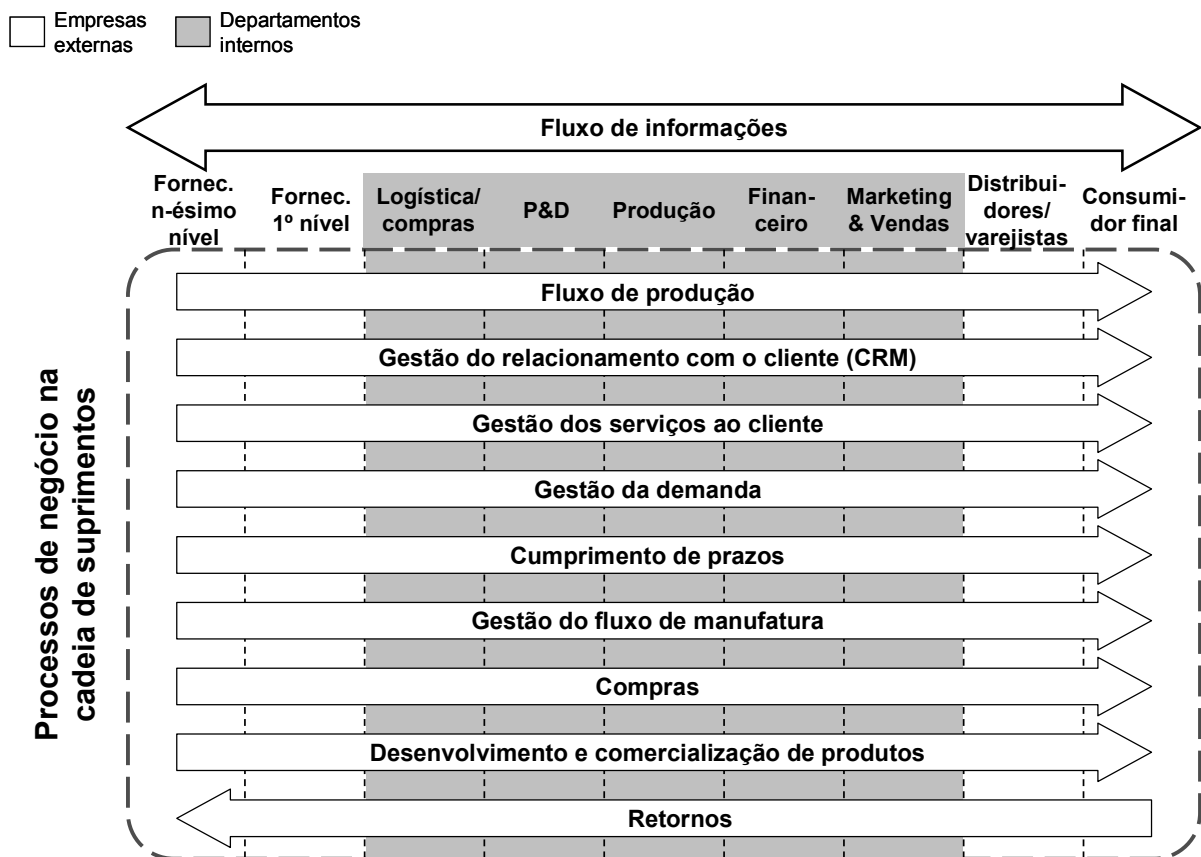 Empresas
externas
Departamentos
internos
Fluxo de informações
Fornec.
n-ésimo
nível
Fornec.
1º nível
Logística/
compras
P&D
Produção
Finan-
ceiro
Marketing
& Vendas
Distribui-
dores/
varejistas
Consumi-
dor final
Processos de negócio na
cadeia de suprimentos
Fluxo de produção
Gestão do relacionamento com o cliente (CRM)
Gestão dos serviços ao cliente
Gestão da demanda
Cumprimento de prazos
Gestão do fluxo de manufatura
Compras
Desenvolvimento e comercialização de produtos
Retornos